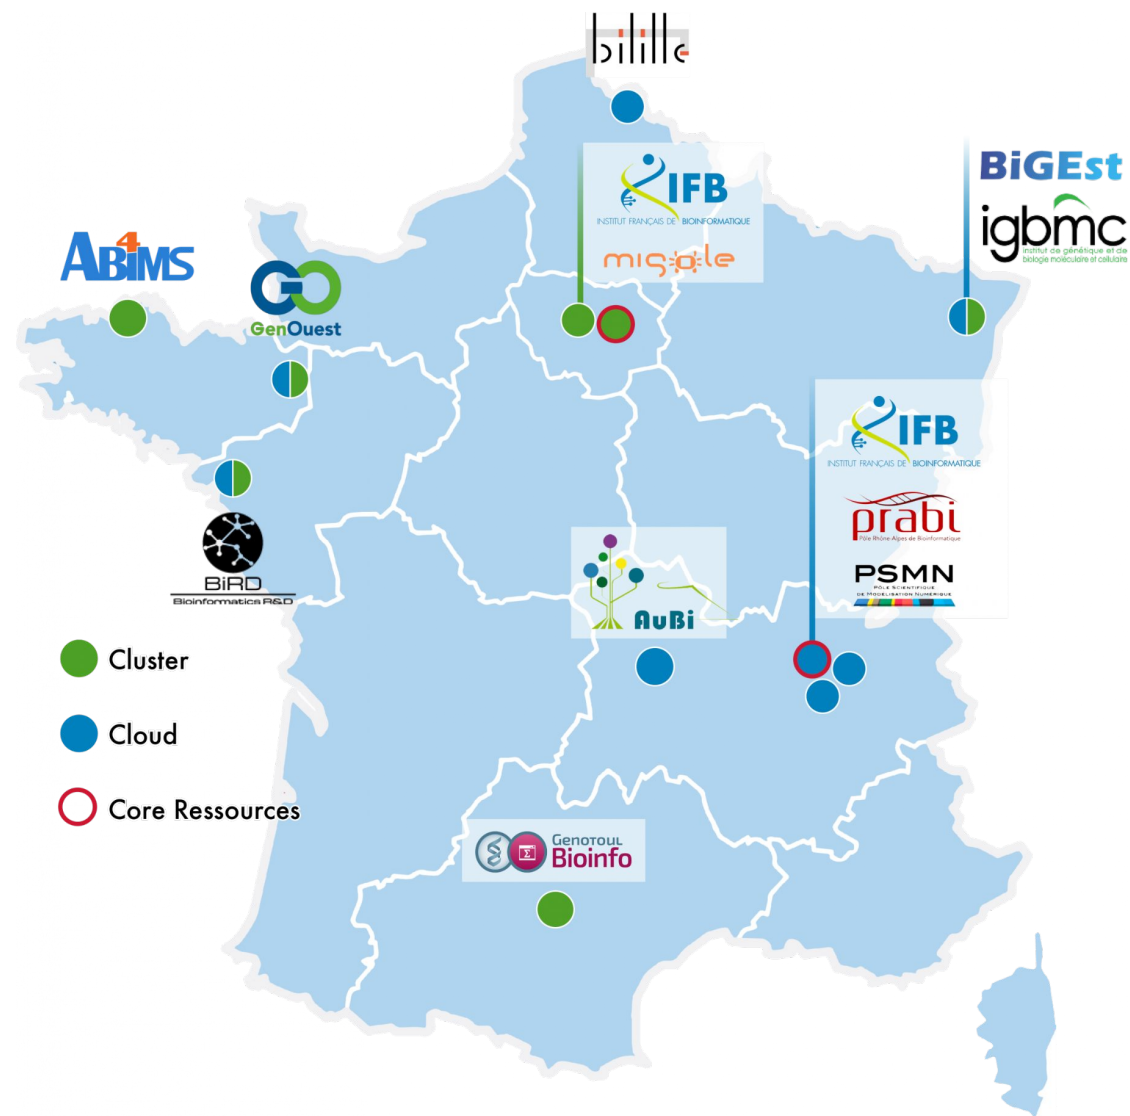 bilille
IFB
INSTITUT FRANÇAIS DE BIOINFORMATIQUE
migale
BiGEst
igbmc
institut de génétique et de
biologie moléculaire et cellulaire
AB4iMS
GenOuest
IFB
INSTITUT FRANÇAIS DE BIOINFORMATIQUE
prabi
Pôle Rhône-Alpes de Bioinformatique
PSMN
PÔLE SCIENTIFIQUE
DE MODÉLISATION NUMÉRIQUE
BiRD
Bioinformatics R&D
AuBi
Cluster
Cloud
Core Ressources
GENOTOUL
Bioinfo
Σ